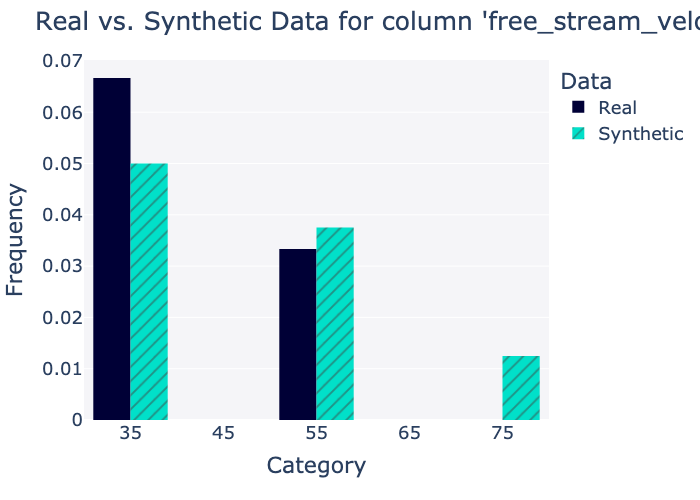 Real vs. Synthetic Data for column 'free_stream_velo
0.07
0.06
0.05
0.04
0.03
0.02
0.01
0
Frequency
35 45 55 65 75
Category
Data
Real
Synthetic